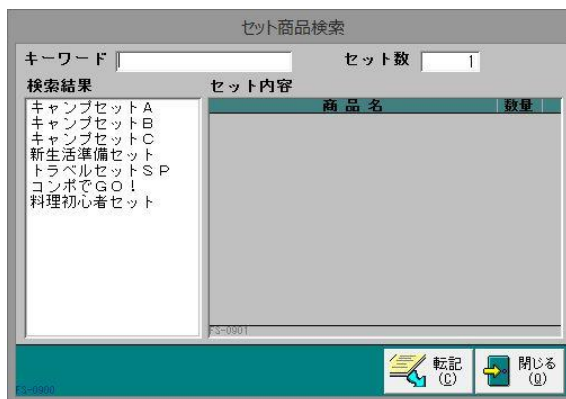 セット商品検索
キーワード
セット数 1
検索結果
セット内容
キャンプセットA
キャンプセットB
キャンプセットC
新生活準備セット
トラベルセットSP
コンポでGO!
料理初心者セット
商品名 数量
FS-0901
転記
(C)
閉じる
(Q)
FS-0900